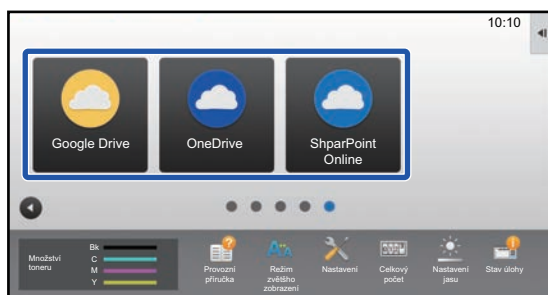 10:10
Google Drive
OneDrive
ShparPoint
Online
Množství
toneru
Bk
C
M
Y
Provozní
příručka
Režim
zvětšího
zobrazení
Nastavení
Celkový
počet
Nastavení
jasu
Stav úlohy